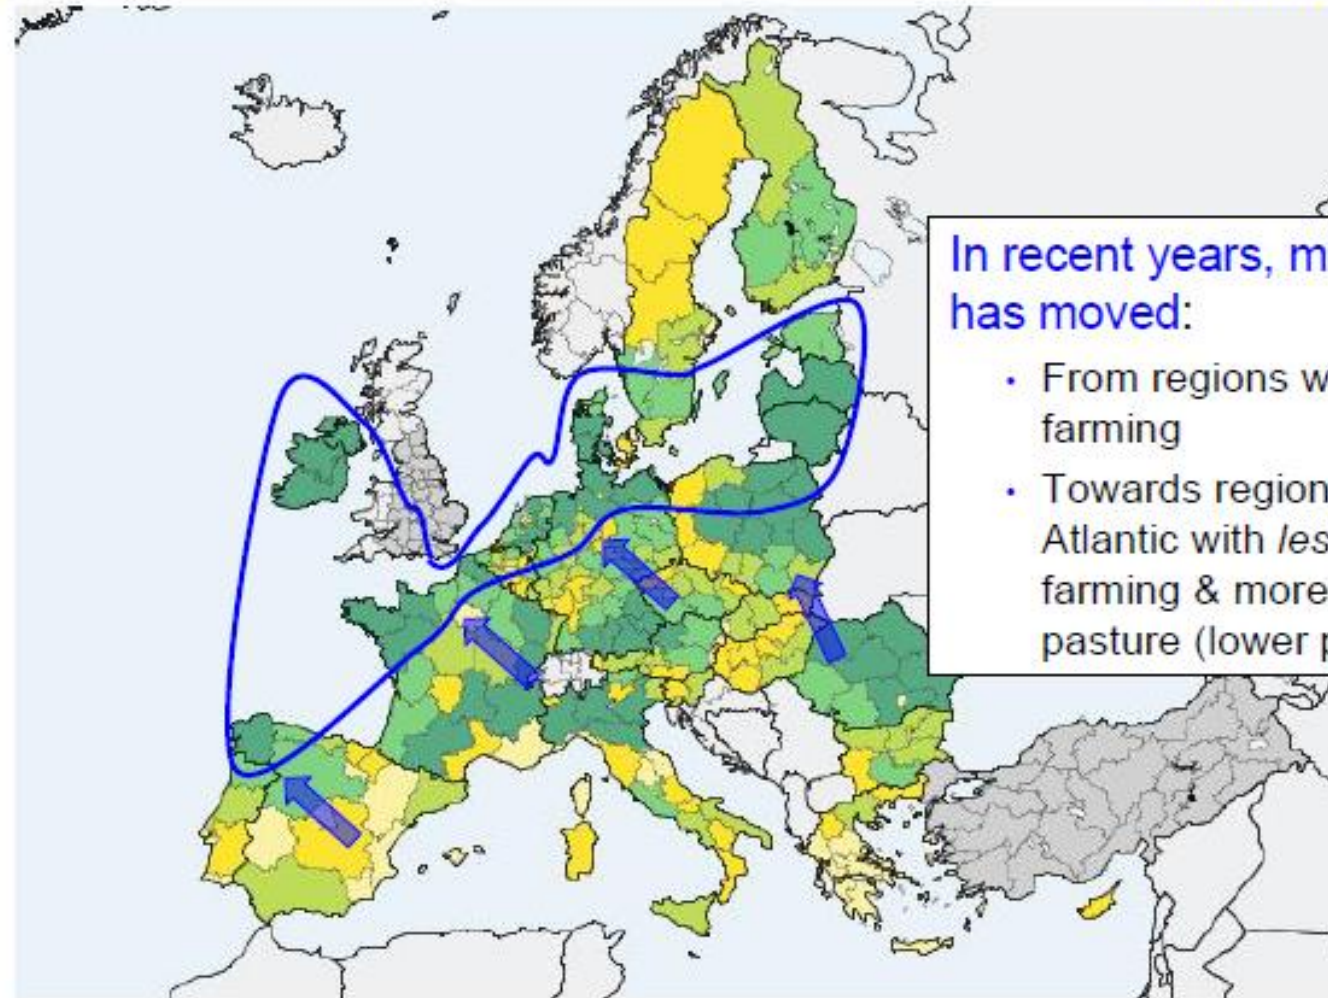 In recent years, m
has moved:
• From regions w
farming
• Towards region
Atlantic with les
farming & more
pasture (lower p